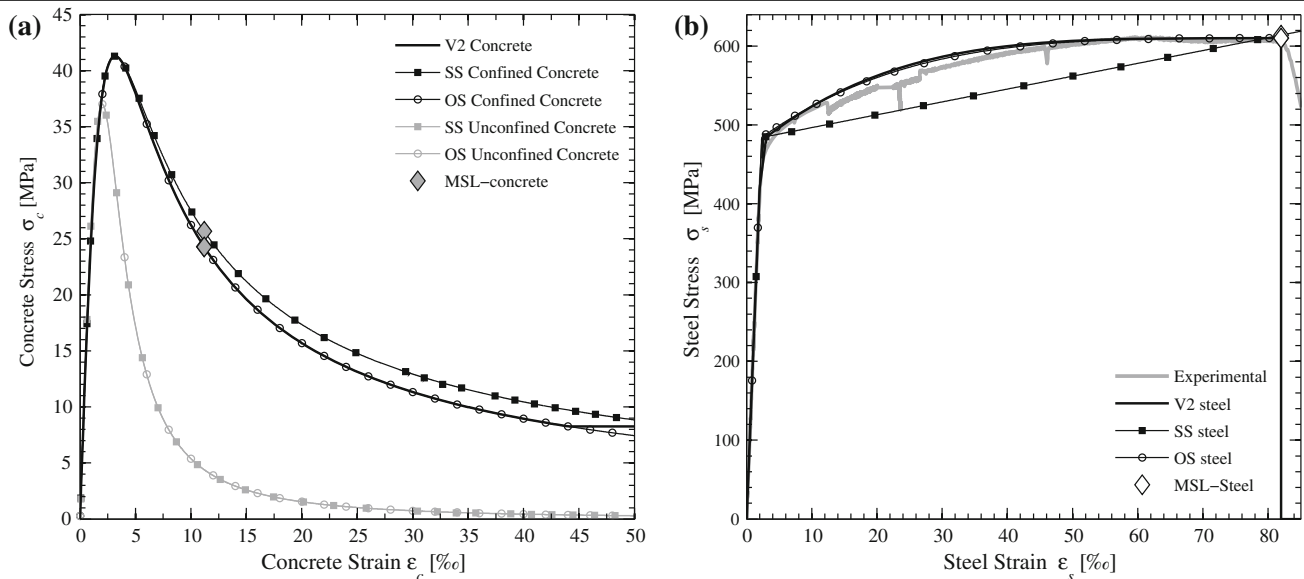 (a)
45
40
35
30
25
20
15
10
5
0
Concrete Stress σc [MPa]
V2 Concrete
SS Confined Concrete
OS Confined Concrete
SS Unconfined Concrete
OS Unconfined Concrete
MSL−concrete
0 5 10 15 20 25 30 35 40 45 50
Concrete Strain εc [‰]
(b)
600
500
400
300
200
100
0
Steel Stress σs [MPa]
Experimental
V2 steel
SS steel
OS steel
MSL−Steel
0 10 20 30 40 50 60 70 80
Steel Strain εs [‰]